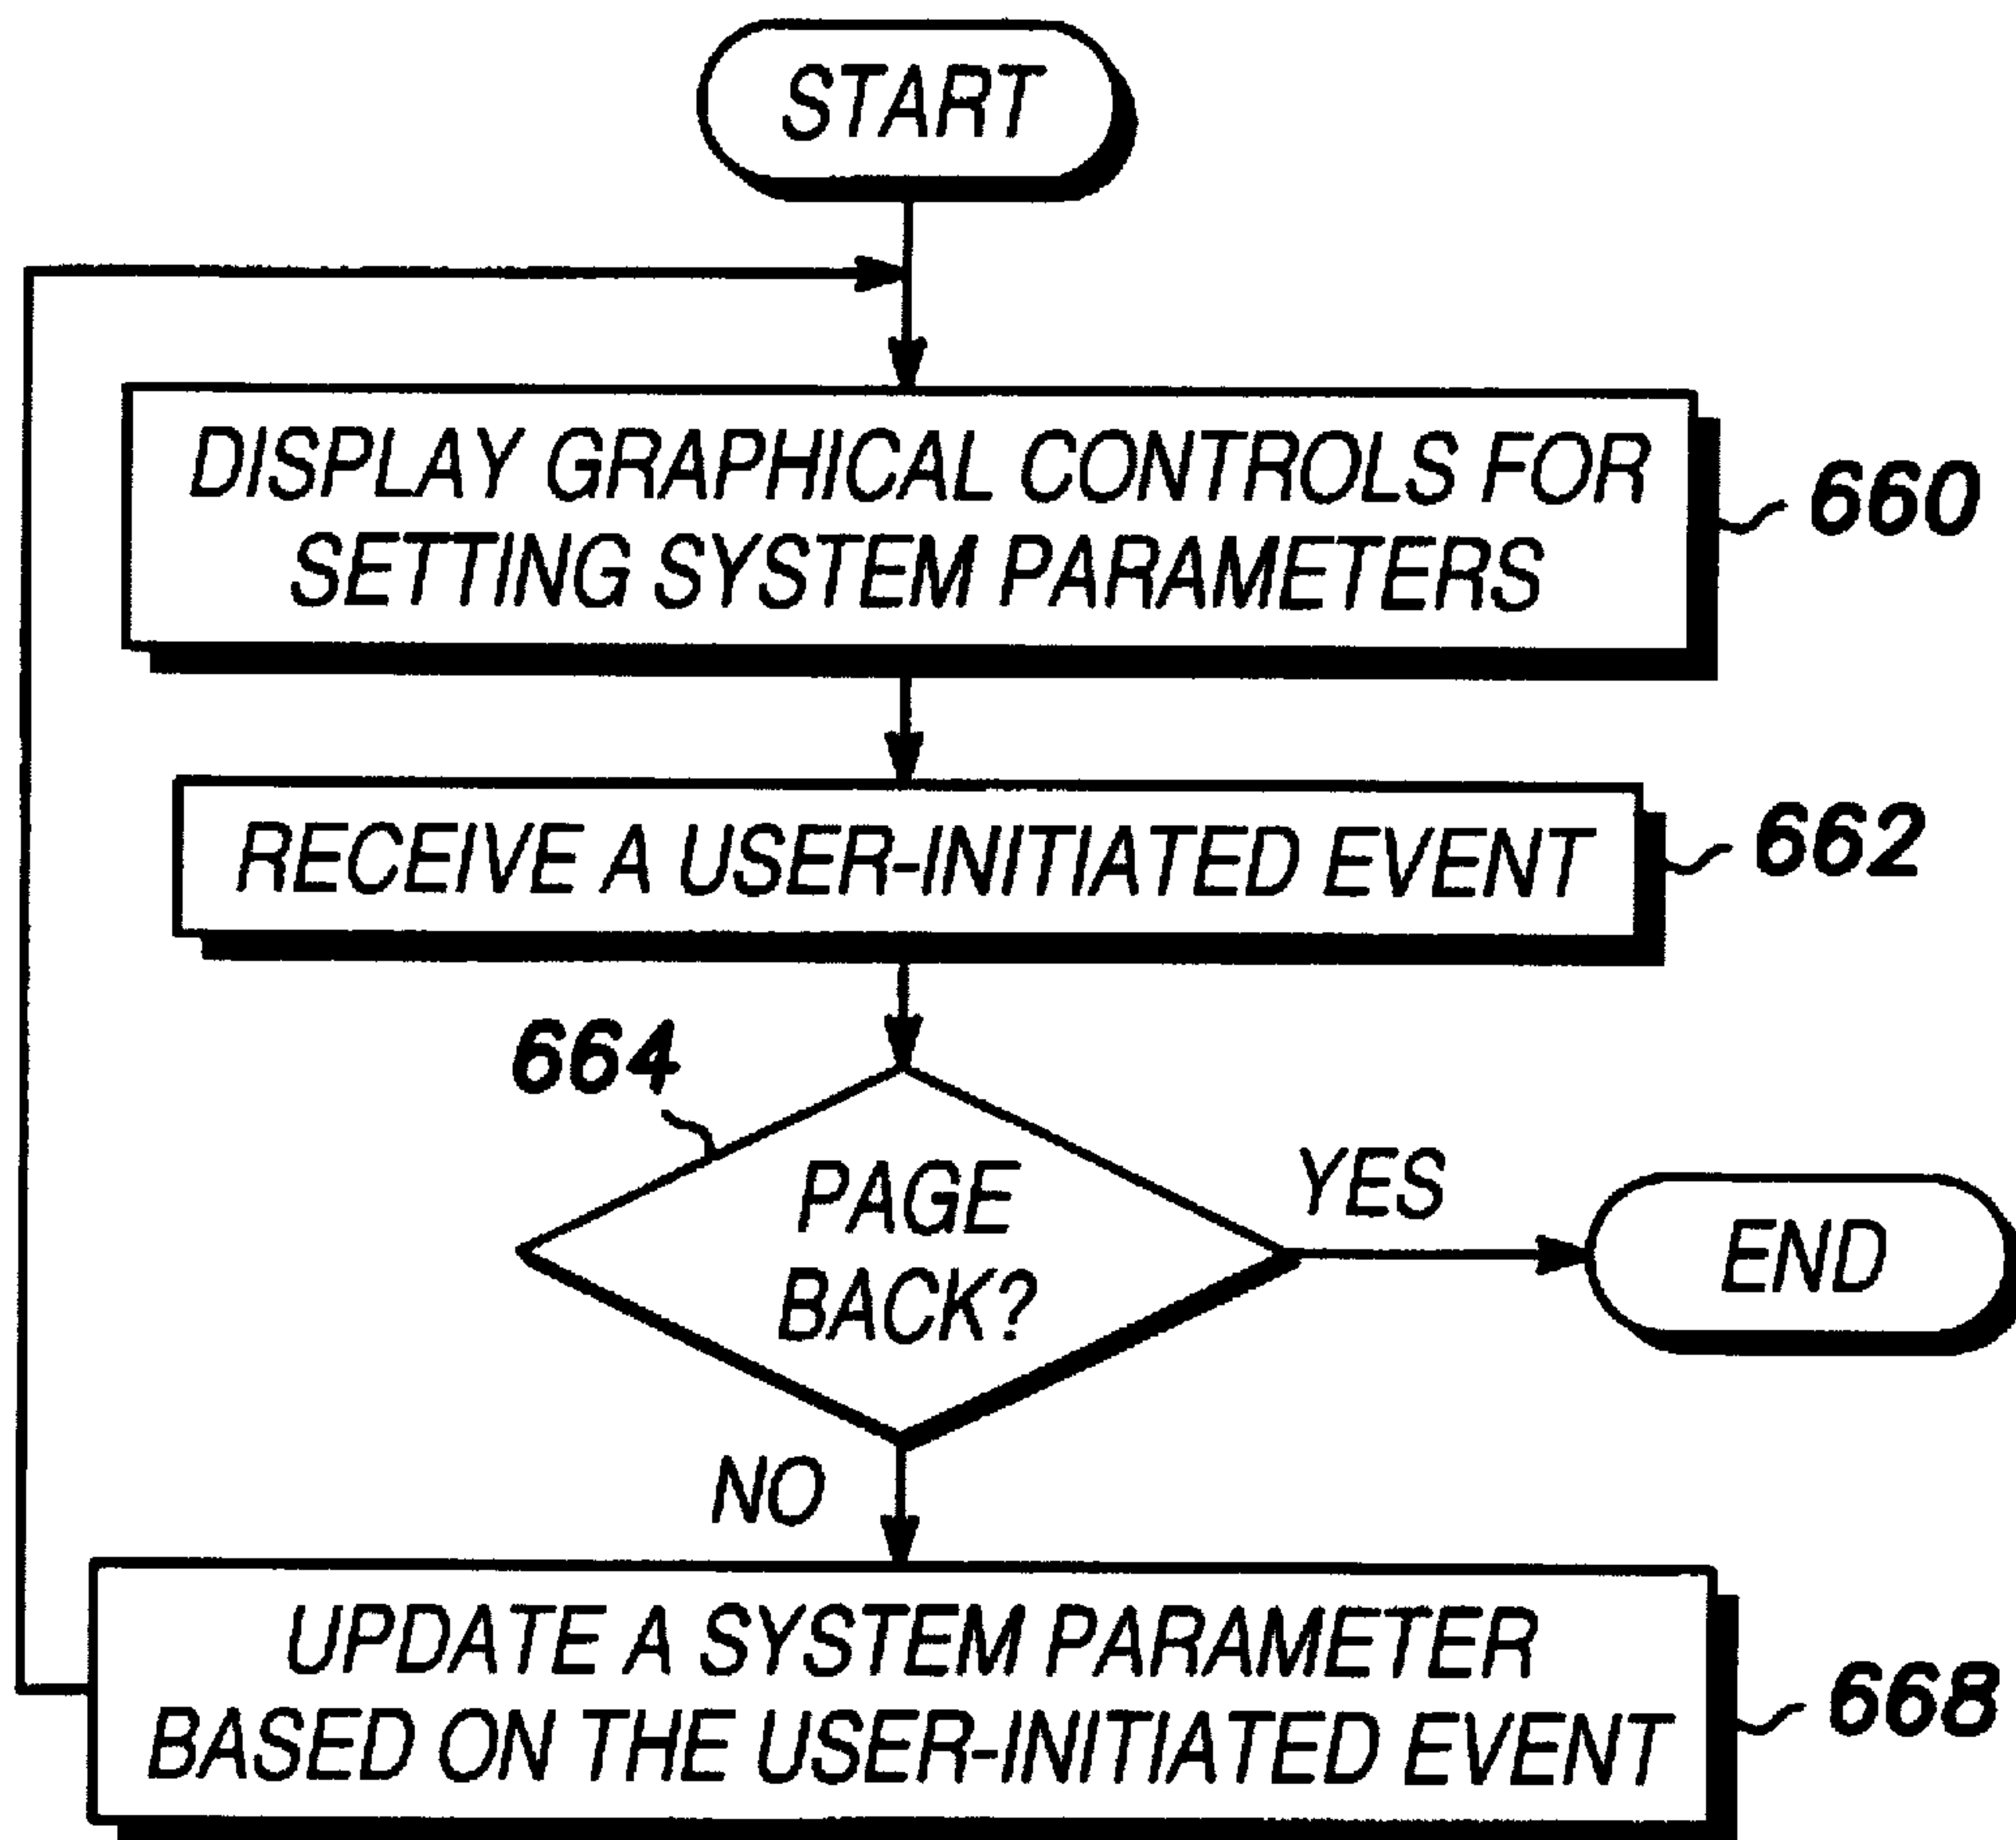 START
DISPLAY GRAPHICAL CONTROLS FOR
SETTING SYSTEM PARAMETERS
660
RECEIVE A USER-INITIATED EVENT
662
664
PAGE
BACK?
YES
END
NO
UPDATE A SYSTEM PARAMETER
BASED ON THE USER-INITIATED EVENT
668